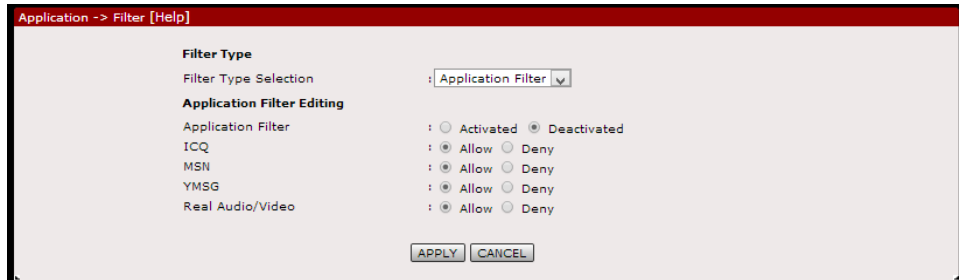 Application -> Filter [Help]
Filter Type
Filter Type Selection : Application Filter
Application Filter Editing
Application Filter : Activated Deactivated
ICQ : Allow Deny
MSN : Allow Deny
YMSG : Allow Deny
Real Audio/Video : Allow Deny
APPLY CANCEL